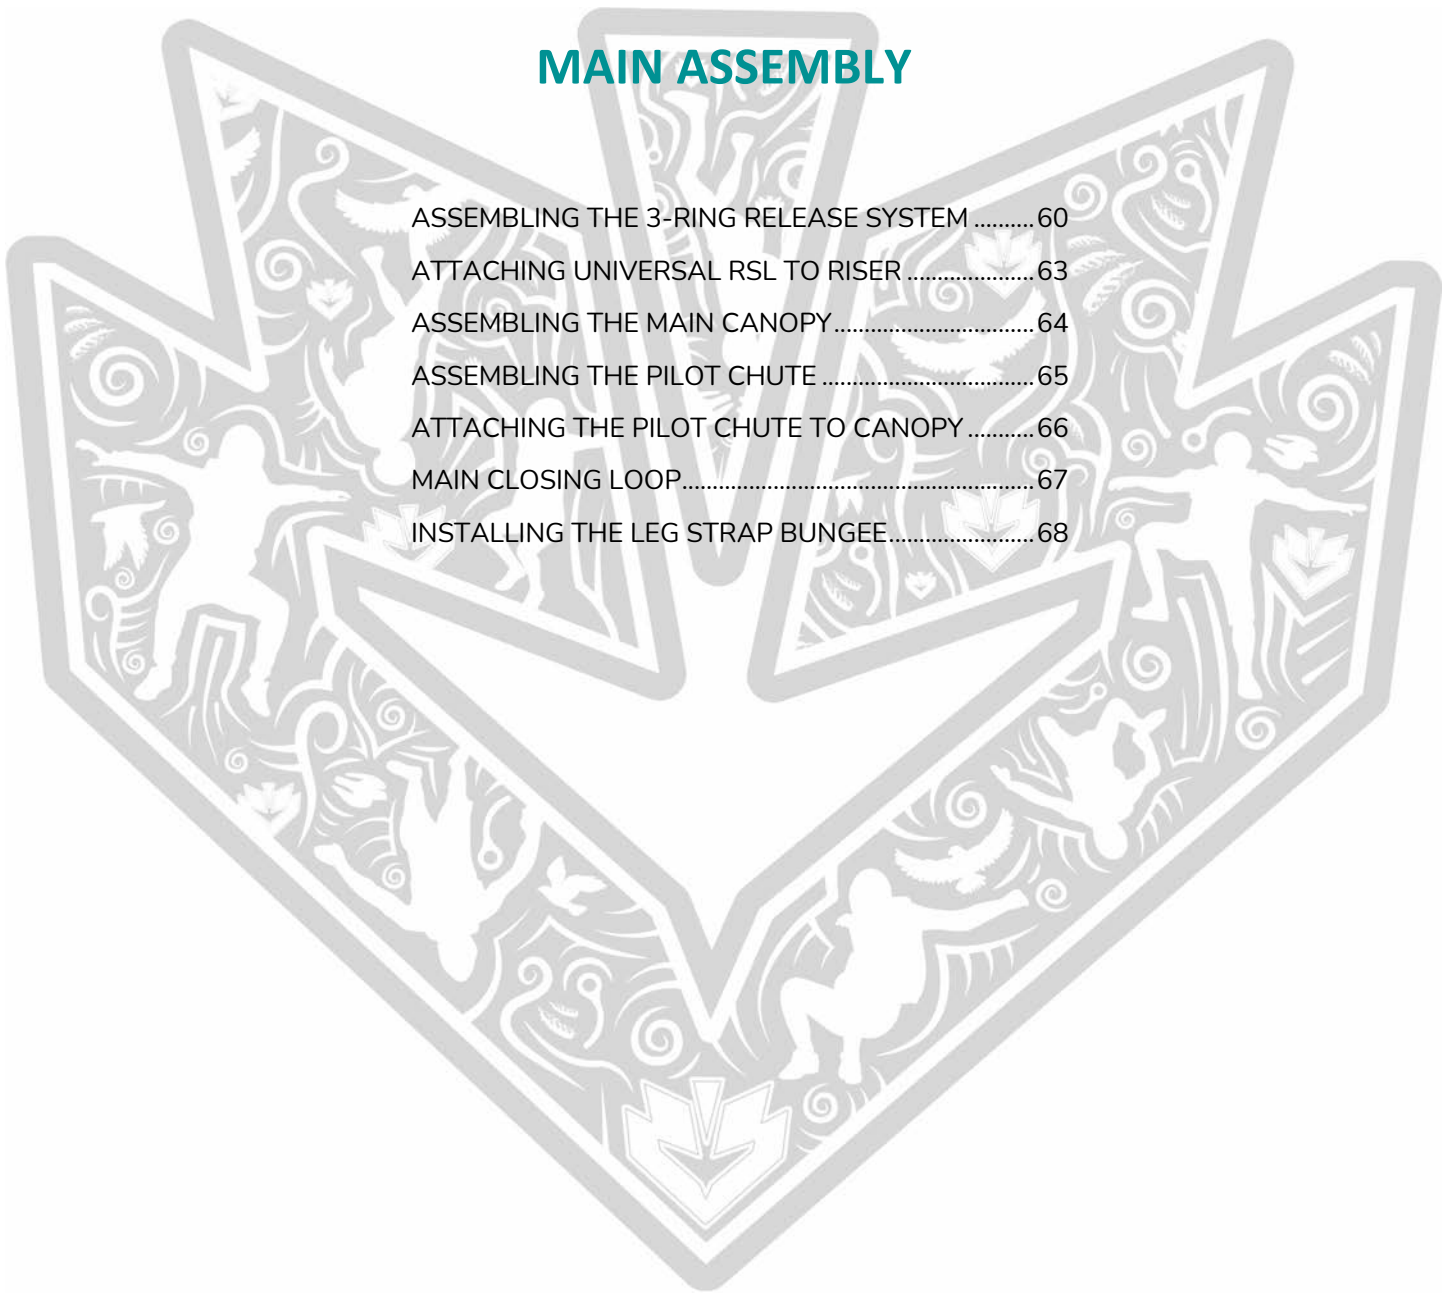 MAIN ASSEMBLY
ASSEMBLING THE 3-RING RELEASE SYSTEM .......... 60
ATTACHING UNIVERSAL RSL TO RISER ..................... 63
ASSEMBLING THE MAIN CANOPY................................. 64
ASSEMBLING THE PILOT CHUTE ................................... 65
ATTACHING THE PILOT CHUTE TO CANOPY ........... 66
MAIN CLOSING LOOP.......................................................... 67
INSTALLING THE LEG STRAP BUNGEE........................ 68